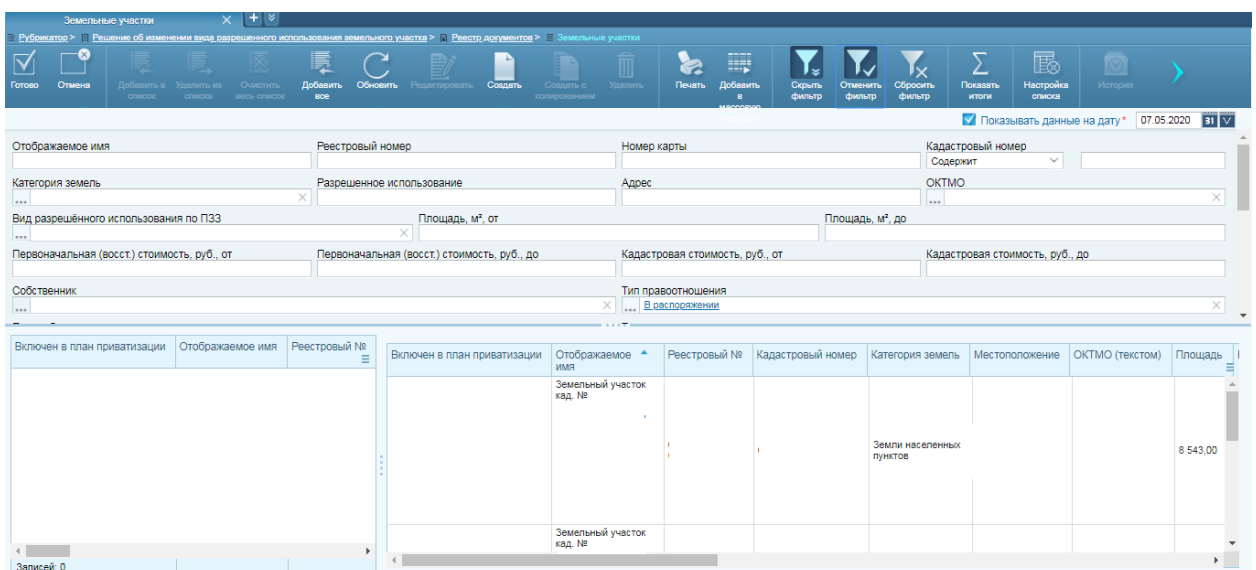 Земельные участки
Рубрикатор > Решение об изменении вида разрешенного использования земельного участка > Реестр документов > Земельные участки
Готово Отмена Добавить в список Удалить из списка Очистить весь список Добавить все Обновить Редактировать Создать Создать с копированием Удалить Печать Добавить в массовую Скрыть фильтр Отменить фильтр Сбросить фильтр Показать итоги Настройка списка История
Показывать данные на дату* 07.05.2020 31
Отображаемое имя Реестровый номер Номер карты Кадастровый номер
Содержит
Категория земель Разрешенное использование Адрес ОКТМО
...
...
Вид разрешённого использования по ПЗЗ Площадь, м², от Площадь, м², до
...
Первоначальная (восст.) стоимость, руб., от Первоначальная (восст.) стоимость, руб., до Кадастровая стоимость, руб., от Кадастровая стоимость, руб., до
Собственник Тип правоотношения
... ... В распоряжении
Включен в план приватизации Отображаемое имя Реестровый №
Включен в план приватизации Отображаемое имя Реестровый № Кадастровый номер Категория земель Местоположение ОКТМО (текстом) Площадь
Земельный участок
кад. №
Земли населенных
пунктов
8 543,00
Земельный участок
кад. №
Записей: 0